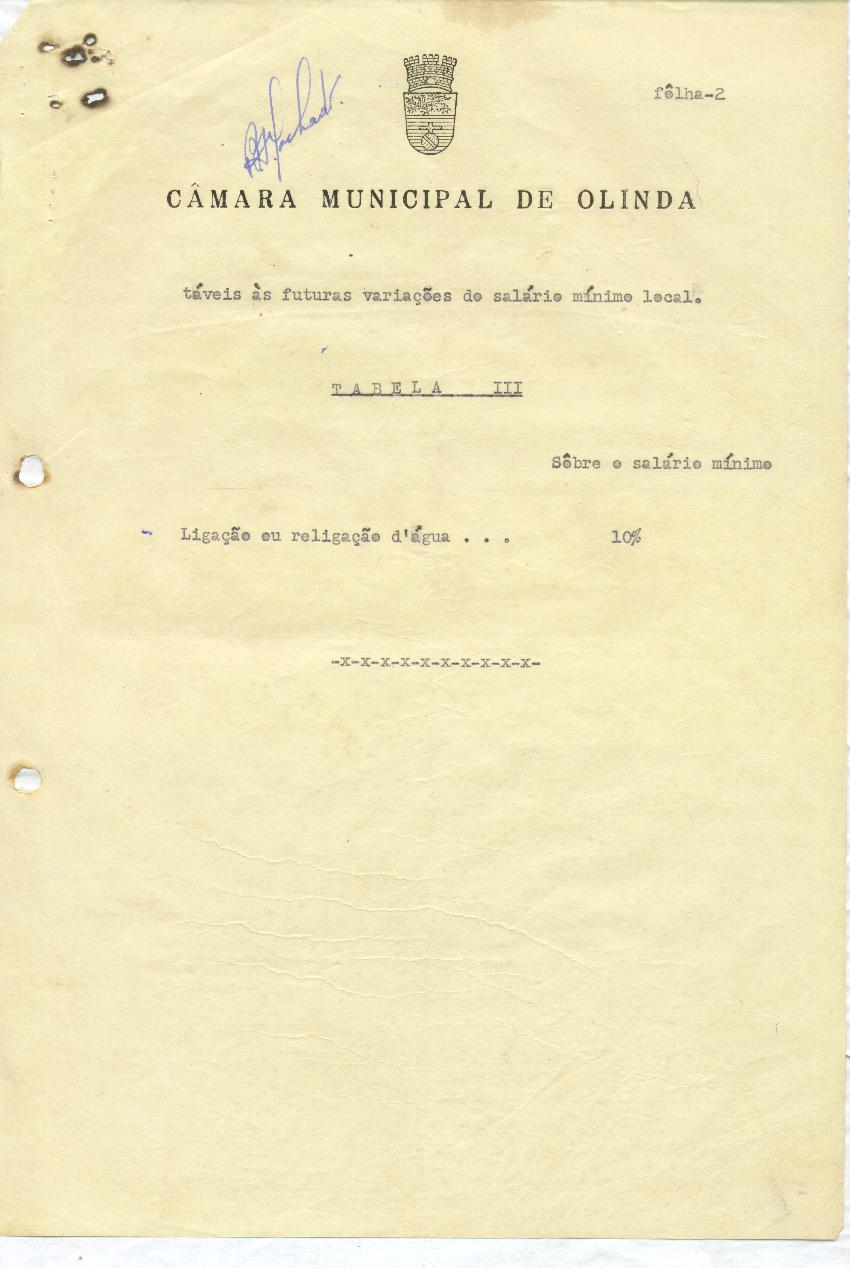 fôlha-2
CÂMARA MUNICIPAL DE OLINDA
táveis às futuras variações do salário mínimo local.
TABELA III
Sôbre o salário mínimo
- Ligação ou religação d'água . . . 10%
-x-x-x-x-x-x-x-x-x-x-